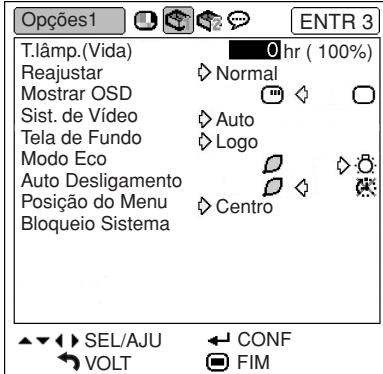 Opções1 ENTR 3
T.lâmp.(Vida) 0 hr ( 100%)
Reajustar Normal
Mostrar OSD
Sist. de Vídeo Auto
Tela de Fundo Logo
Modo Eco
Auto Desligamento
Posição do Menu Centro
Bloqueio Sistema
SEL/AJU CONF
VOLT FIM